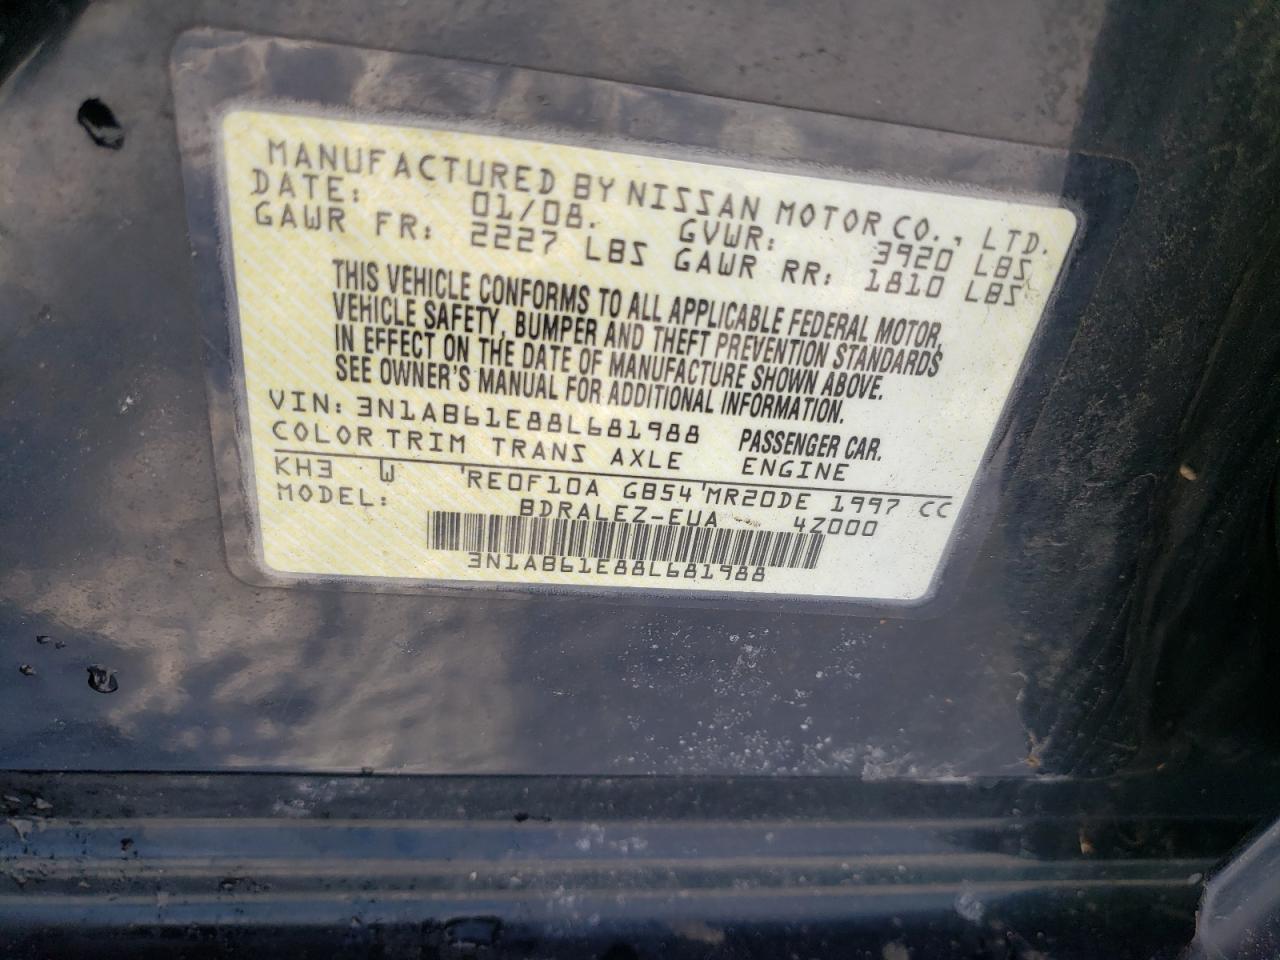 MANUFACTURED BY NISSAN MOTOR CO., LTD.
DATE: 01/08. GVWR: 3920 LBS
GAWR FR: 2227 LBS GAWR RR: 1810 LBS
THIS VEHICLE CONFORMS TO ALL APPLICABLE FEDERAL MOTOR,
VEHICLE SAFETY, BUMPER AND THEFT PREVENTION STANDARDS
IN EFFECT ON THE DATE OF MANUFACTURE SHOWN ABOVE.
SEE OWNER'S MANUAL FOR ADDITIONAL INFORMATION.
VIN: 3N1AB61E88L681988 PASSENGER CAR.
COLOR TRIM TRANS AXLE ENGINE
KH3 W 'RE0F10A GB54'MR20DE 1997 CC
MODEL: BDRALEZ-EUA 4Z000
3N1AB61E88L681988